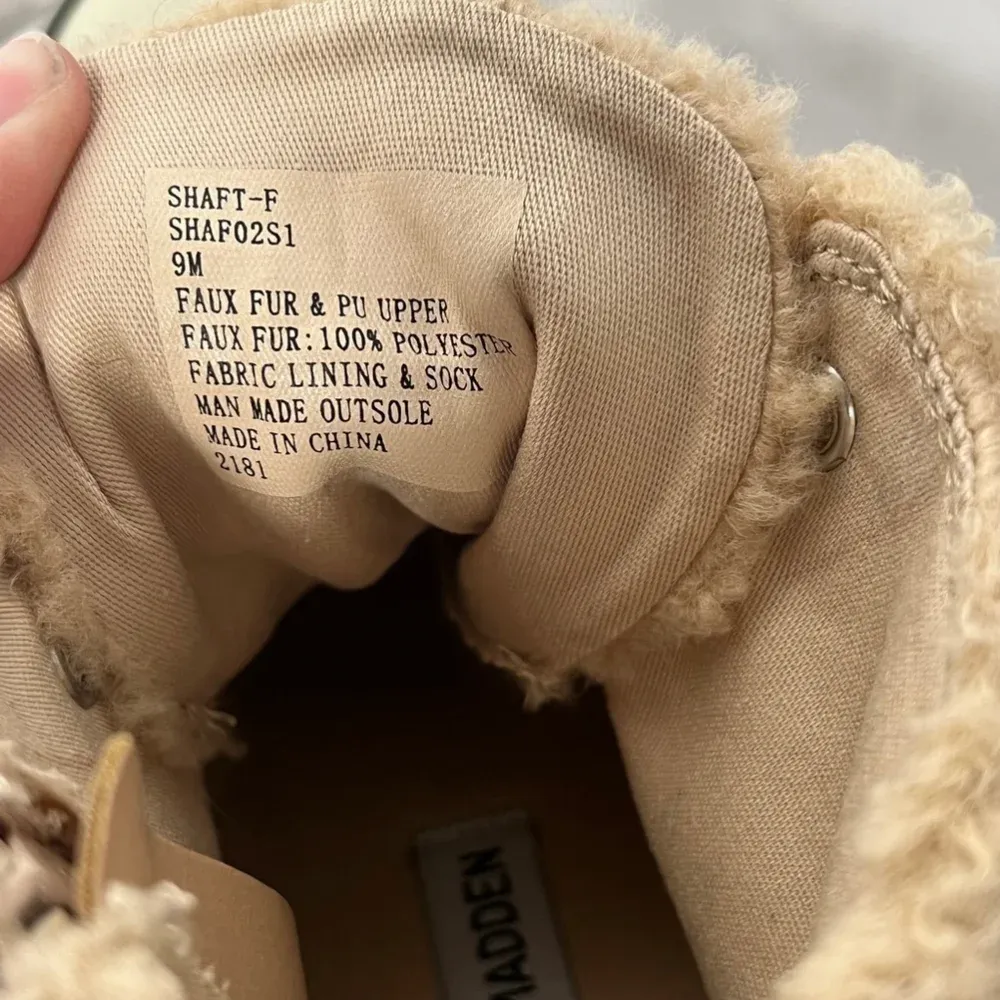 SHAFT-F
SHAF02S1
9M
FAUX FUR & PU UPPER
FAUX FUR: 100% POLYESTER
FABRIC LINING & SOCK
MAN MADE OUTSOLE
MADE IN CHINA
2181
MADDEN